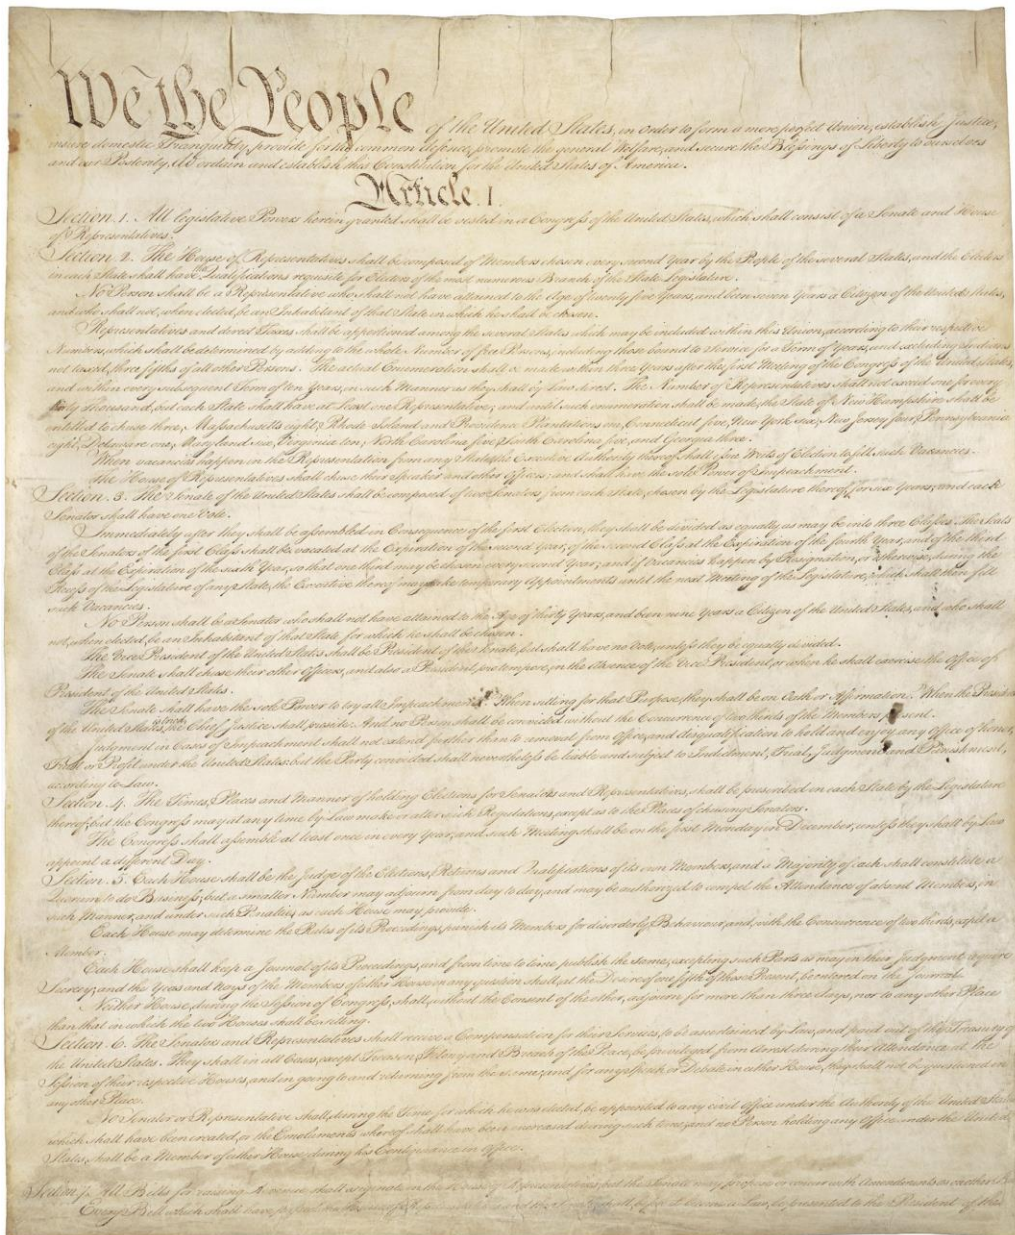 We the People of the United States, in Order to form a more perfect Union, establish Justice,
insure domestic Tranquility, provide for the common defence, promote the general Welfare, and secure the Blessings of Liberty to ourselves
and our Posterity, do ordain and establish this Constitution for the United States of America.
Article. I.
Section. 1. All legislative Powers herein granted shall be vested in a Congress of the United States, which shall consist of a Senate and House
of Representatives.
Section. 2. The House of Representatives shall be composed of Members chosen every second Year by the People of the several States, and the Electors
in each State shall have the Qualifications requisite for Electors of the most numerous Branch of the State Legislature.
No Person shall be a Representative who shall not have attained to the Age of twenty five Years, and been seven Years a Citizen of the United States,
and who shall not, when elected, be an Inhabitant of that State in which he shall be chosen.
Representatives and direct Taxes shall be apportioned among the several States which may be included within this Union, according to their respective
Numbers, which shall be determined by adding to the whole Number of free Persons, including those bound to Service for a Term of Years, and excluding Indians
not taxed, three fifths of all other Persons. The actual Enumeration shall be made within three Years after the first Meeting of the Congress of the United States,
and within every subsequent Term of ten Years, in such Manner as they shall by Law direct. The Number of Representatives shall not exceed one for every
thirty Thousand, but each State shall have at Least one Representative; and until such enumeration shall be made, the State of New Hampshire shall be
entitled to chuse three, Massachusetts eight, Rhode Island and Providence Plantations one, Connecticut five, New York six, New Jersey four, Pennsylvania
eight, Delaware one, Maryland six, Virginia ten, North Carolina five, South Carolina five, and Georgia three.
When vacancies happen in the Representation from any State, the Executive Authority thereof shall issue Writs of Election to fill such Vacancies.
The House of Representatives shall chuse their Speaker and other Officers; and shall have the sole Power of Impeachment.
Section. 3. The Senate of the United States shall be composed of two Senators from each State, chosen by the Legislature thereof, for six Years; and each
Senator shall have one Vote.
Immediately after they shall be assembled in Consequence of the first Election, they shall be divided as equally as may be into three Classes. The Seats
of the Senators of the first Class shall be vacated at the Expiration of the second Year, of the second Class at the Expiration of the fourth Year, and of the third
Class at the Expiration of the sixth Year, so that one third may be chosen every second Year; and if Vacancies happen by Resignation, or otherwise, during the
Recess of the Legislature of any State, the Executive thereof may make temporary Appointments until the next Meeting of the Legislature, which shall then fill
such Vacancies.
No Person shall be a Senator who shall not have attained to the Age of thirty Years, and been nine Years a Citizen of the United States, and who shall
not, when elected, be an Inhabitant of that State for which he shall be chosen.
The Vice President of the United States shall be President of the Senate, but shall have no Vote, unless they be equally divided.
The Senate shall chuse their other Officers, and also a President pro tempore, in the Absence of the Vice President, or when he shall exercise the Office of
President of the United States.
The Senate shall have the sole Power to try all Impeachments. When sitting for that Purpose, they shall be on Oath or Affirmation. When the President
of the United States is tried, the Chief Justice shall preside: And no Person shall be convicted without the Concurrence of two thirds of the Members present.
Judgment in Cases of Impeachment shall not extend further than to removal from Office, and disqualification to hold and enjoy any Office of honor,
Trust or Profit under the United States: but the Party convicted shall nevertheless be liable and subject to Indictment, Trial, Judgment and Punishment,
according to Law.
Section. 4. The Times, Places and Manner of holding Elections for Senators and Representatives, shall be prescribed in each State by the Legislature
thereof; but the Congress may at any time by Law make or alter such Regulations, except as to the Places of chusing Senators.
The Congress shall assemble at least once in every Year, and such Meeting shall be on the first Monday in December, unless they shall by Law
appoint a different Day.
Section. 5. Each House shall be the Judge of the Elections, Returns and Qualifications of its own Members, and a Majority of each shall constitute a
Quorum to do Business; but a smaller Number may adjourn from day to day, and may be authorized to compel the Attendance of absent Members, in
such Manner, and under such Penalties as each House may provide.
Each House may determine the Rules of its Proceedings, punish its Members for disorderly Behaviour, and, with the Concurrence of two thirds, expel a
Member.
Each House shall keep a Journal of its Proceedings, and from time to time publish the same, excepting such Parts as may in their Judgment require
Secrecy; and the Yeas and Nays of the Members of either House on any question shall, at the Desire of one fifth of those Present, be entered on the Journal.
Neither House, during the Session of Congress, shall, without the Consent of the other, adjourn for more than three days, nor to any other Place
than that in which the two Houses shall be sitting.
Section. 6. The Senators and Representatives shall receive a Compensation for their Services, to be ascertained by Law, and paid out of the Treasury of
the United States. They shall in all Cases, except Treason, Felony and Breach of the Peace, be privileged from Arrest during their Attendance at the
Session of their respective Houses, and in going to and returning from the same; and for any Speech or Debate in either House, they shall not be questioned in
any other Place.
No Senator or Representative shall, during the Time for which he was elected, be appointed to any civil Office under the Authority of the United States,
which shall have been created, or the Emoluments whereof shall have been encreased during such time; and no Person holding any Office under the United
States, shall be a Member of either House during his Continuance in Office.
Section. 7. All Bills for raising Revenue shall originate in the House of Representatives; but the Senate may propose or concur with Amendments as on other Bills.
Every Bill which shall have passed the House of Representatives and the Senate, shall, before it become a Law, be presented to the President of the